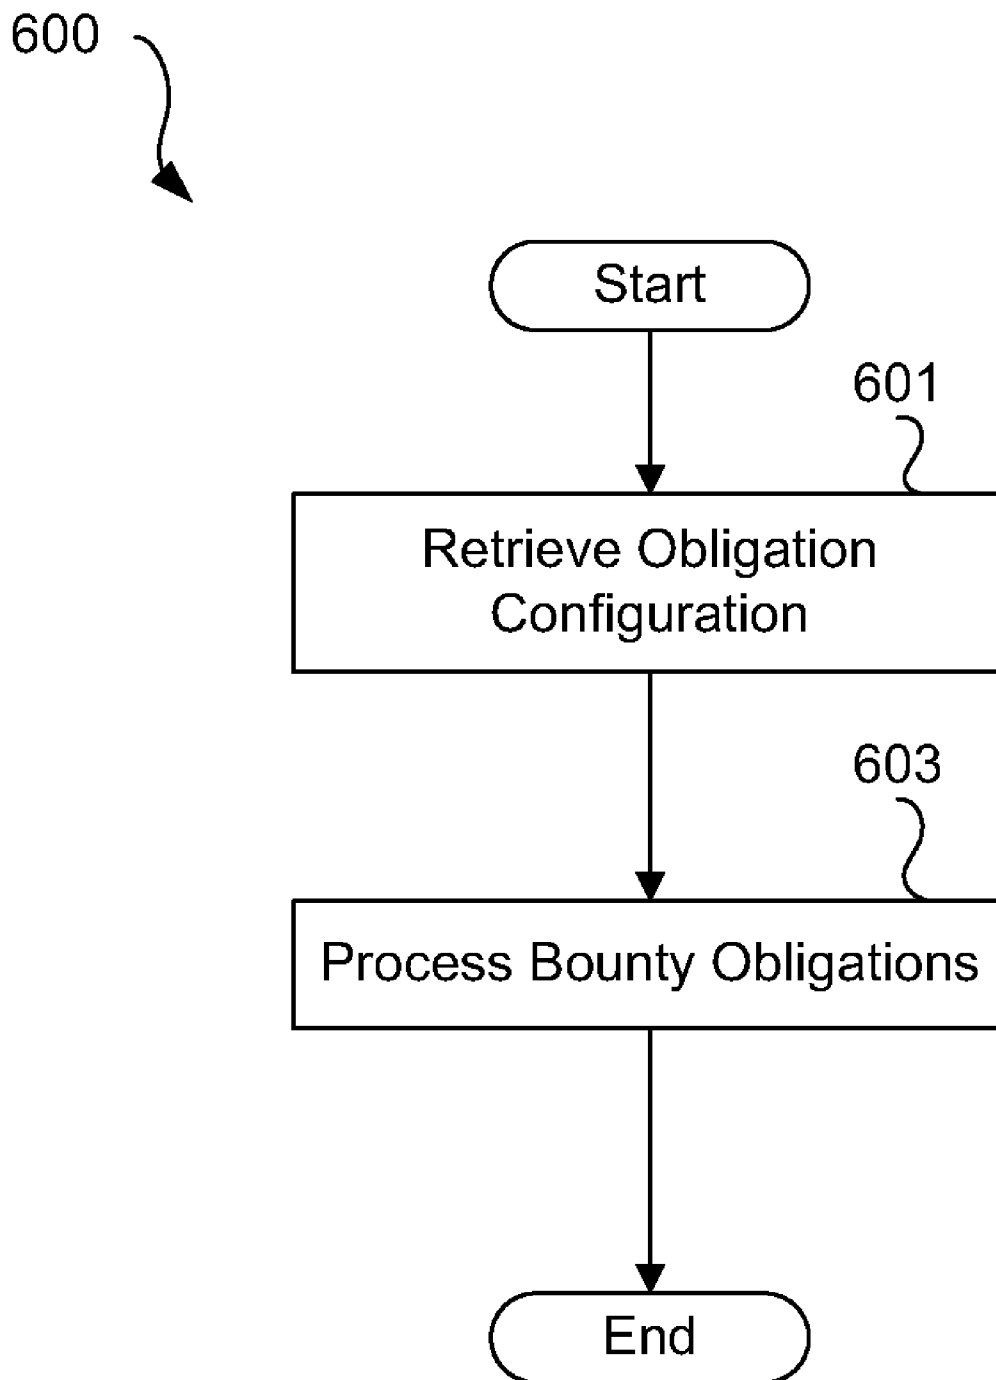 600
Start
601
Retrieve Obligation
Configuration
603
Process Bounty Obligations
End